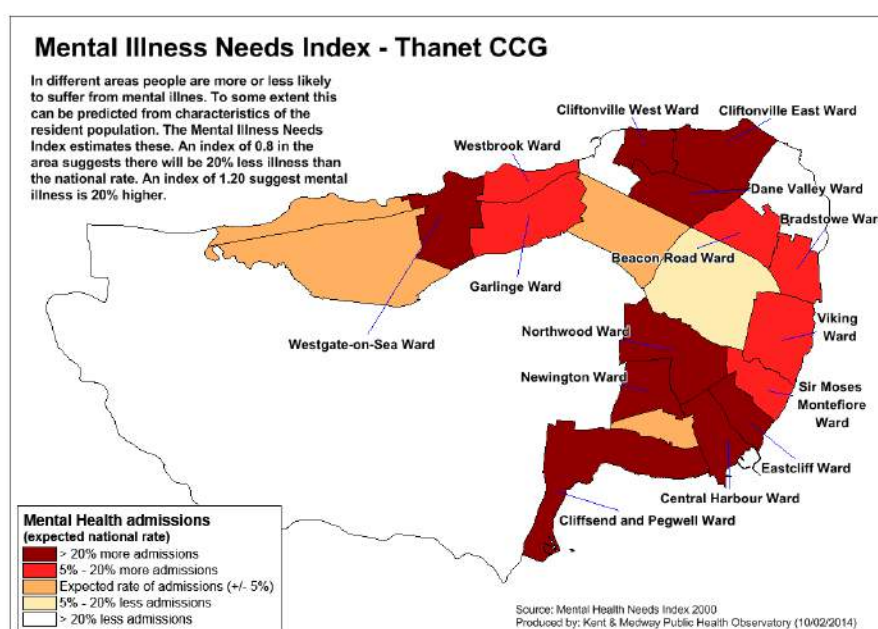 Mental Illness Needs Index - Thanet CCG
In different areas people are more or less likely
to suffer from mental illnes. To some extent this
can be predicted from characteristics of the
resident population. The Mental Illness Needs
Index estimates these. An index of 0.8 in the
area suggests there will be 20% less illness than
the national rate. An index of 1.20 suggest mental
illness is 20% higher.
Cliftonville West Ward
Cliftonville East Ward
Westbrook Ward
Dane Valley Ward
Bradstowe War
Beacon Road Ward
Garlinge Ward
Viking
Ward
Northwood Ward
Westgate-on-Sea Ward
Newington Ward
Sir Moses
Montefiore
Ward
Eastcliff Ward
Central Harbour Ward
Cliffsend and Pegwell Ward
Mental Health admissions
(expected national rate)
> 20% more admissions
5% - 20% more admissions
Expected rate of admissions (+/- 5%)
5% - 20% less admissions
> 20% less admissions
Source: Mental Health Needs Index 2000
Produced by: Kent & Medway Public Health Observatory (10/02/2014)